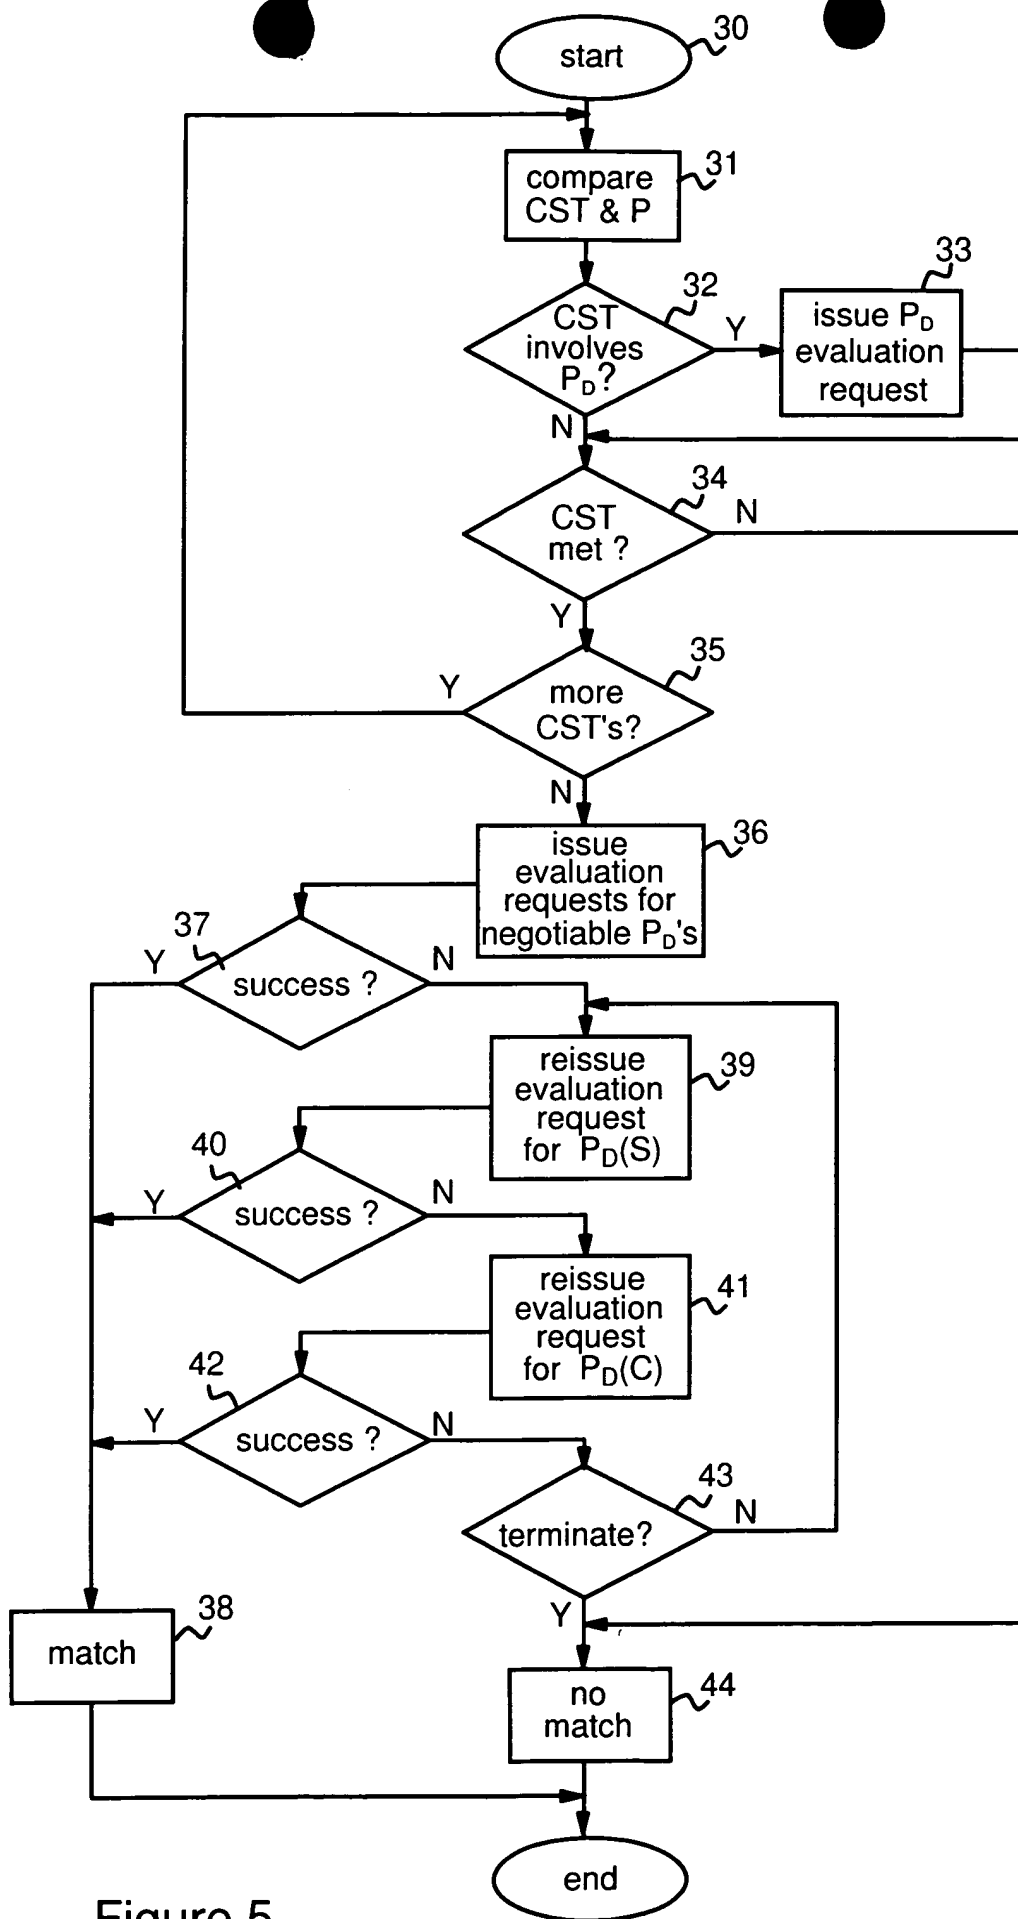 30
start
31
compare
CST & P
32
CST
involves
P_D?
Y
33
issue P_D
evaluation
request
N
34
CST
met ?
N
Y
35
more
CST's?
Y
N
36
issue
evaluation
requests for
negotiable P_D's
37
success ?
Y
N
39
reissue
evaluation
request
for P_D(S)
40
success ?
Y
N
41
reissue
evaluation
request
for P_D(C)
42
success ?
Y
N
43
terminate?
N
Y
38
match
44
no
match
end
Figure 5